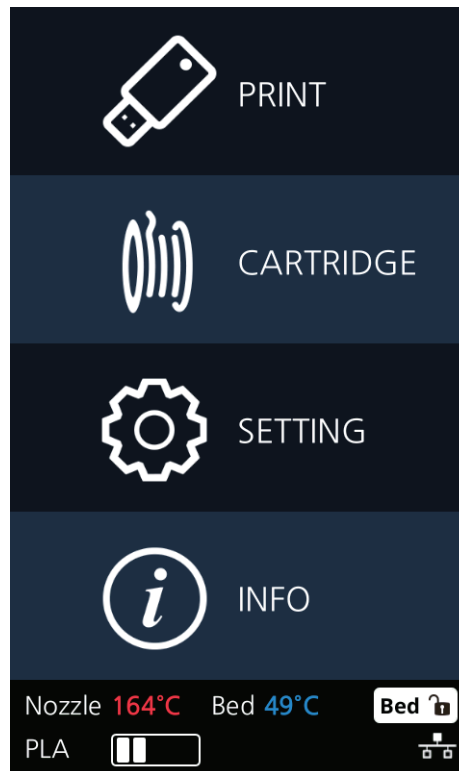 PRINT
CARTRIDGE
SETTING
INFO
Nozzle 164°C Bed 49°C Bed
PLA